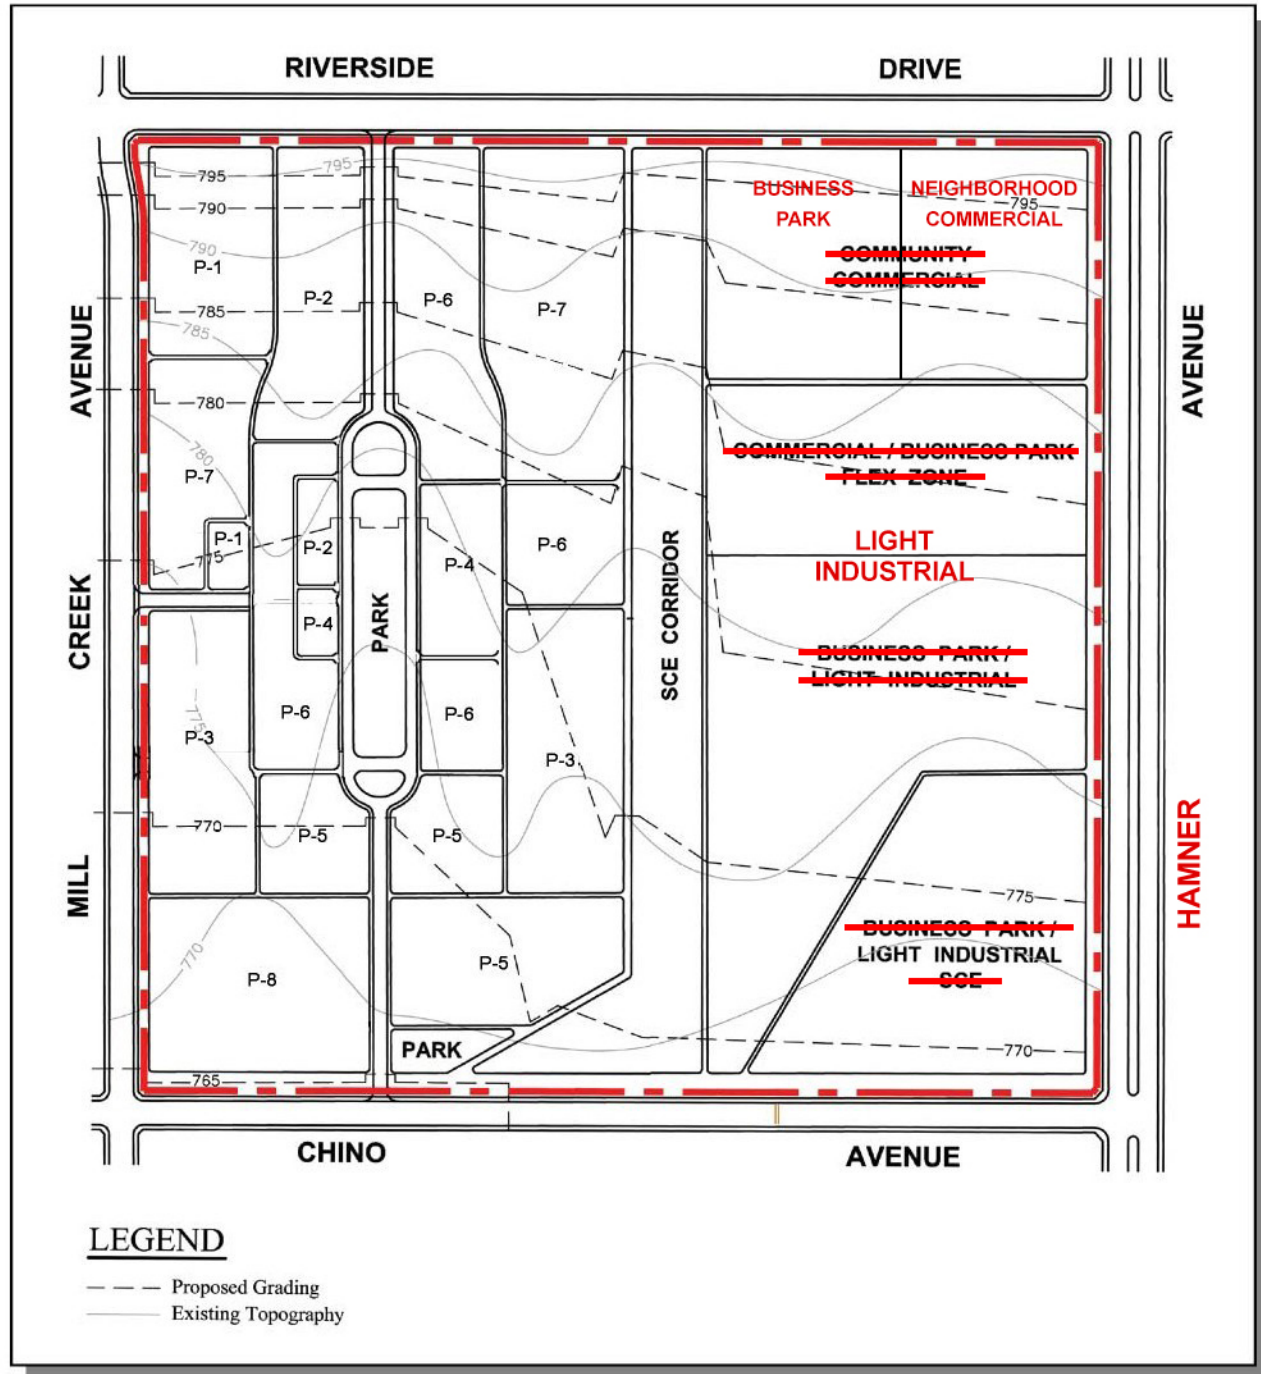 RIVERSIDE DRIVE
795
795
BUSINESS
PARK
NEIGHBORHOOD
COMMERCIAL
795
790
790
P-1
COMMUNITY
COMMERCIAL
P-2
P-6
P-7
785
785
AVENUE
AVENUE
780
780
P-7
COMMERCIAL / BUSINESS PARK
FLEX ZONE
P-1
P-2
775
P-4
P-6
LIGHT
INDUSTRIAL
CREEK
P-4
PARK
SCE CORRIDOR
BUSINESS PARK /
LIGHT INDUSTRIAL
P-6
P-6
775
P-3
P-3
770
P-5
P-5
MILL
HAMNER
775
BUSINESS PARK /
LIGHT INDUSTRIAL
SCE
770
P-8
P-5
PARK
770
765
CHINO AVENUE
LEGEND
Proposed Grading
Existing Topography